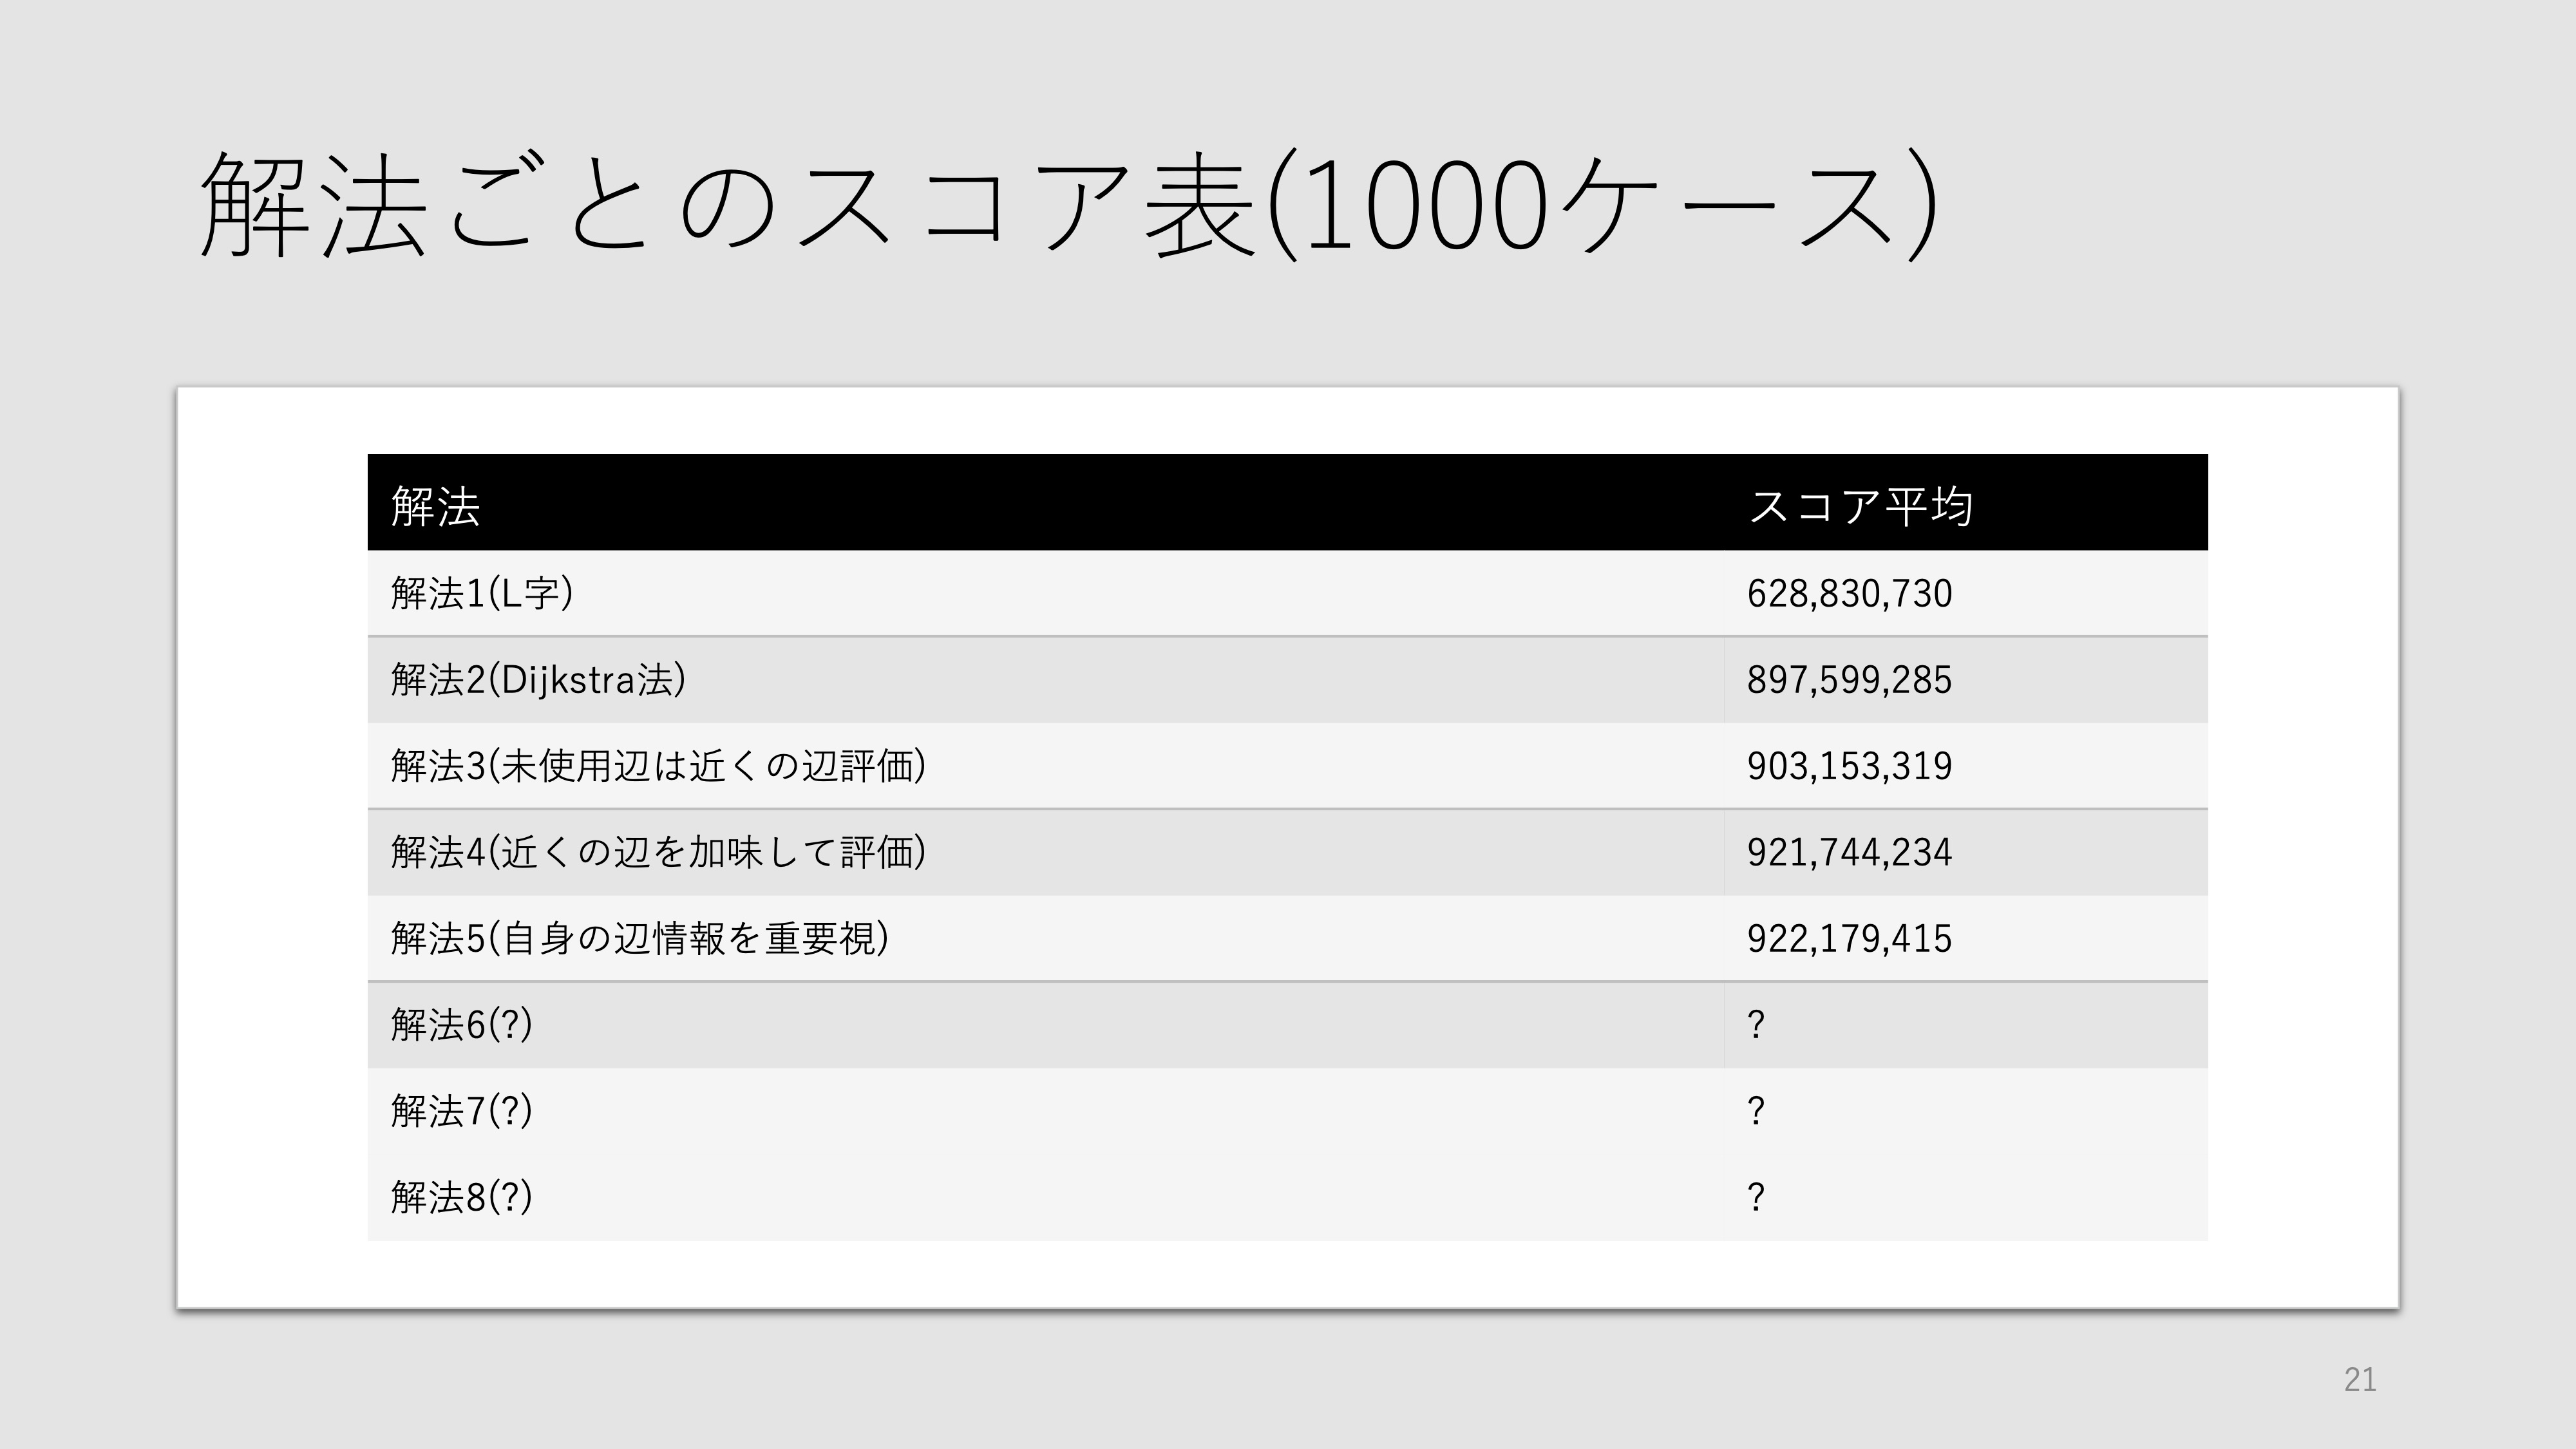 解法ごとのスコア表(1000ケース)
解法 スコア平均
解法1(L字) 628,830,730
解法2(Dijkstra法) 897,599,285
解法3(未使用辺は近くの辺評価) 903,153,319
解法4(近くの辺を加味して評価) 921,744,234
解法5(自身の辺情報を重要視) 922,179,415
解法6(?) ?
解法7(?) ?
解法8(?) ?
21